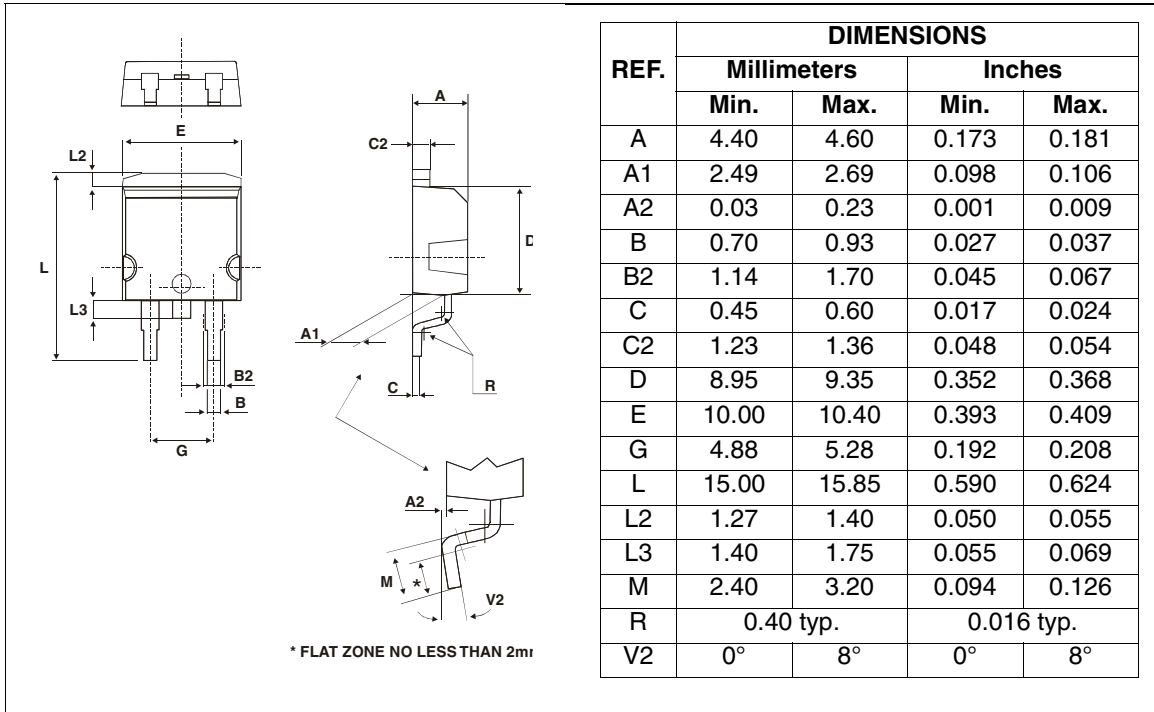 A
E
C2
L2
D
L
L3
A1
B2
C
R
B
G
A2
M
*
V2
* FLAT ZONE NO LESS THAN 2m
REF. DIMENSIONS
Millimeters Inches
Min. Max. Min. Max.
A 4.40 4.60 0.173 0.181
A1 2.49 2.69 0.098 0.106
A2 0.03 0.23 0.001 0.009
B 0.70 0.93 0.027 0.037
B2 1.14 1.70 0.045 0.067
C 0.45 0.60 0.017 0.024
C2 1.23 1.36 0.048 0.054
D 8.95 9.35 0.352 0.368
E 10.00 10.40 0.393 0.409
G 4.88 5.28 0.192 0.208
L 15.00 15.85 0.590 0.624
L2 1.27 1.40 0.050 0.055
L3 1.40 1.75 0.055 0.069
M 2.40 3.20 0.094 0.126
R 0.40 typ. 0.016 typ.
V2 0° 8° 0° 8°